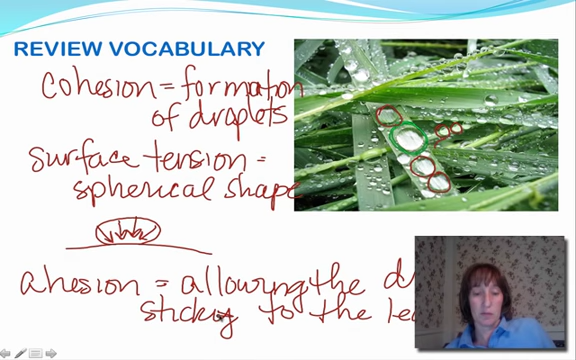 REVIEW VOCABULARY
cohesion = formation
of droplets
surface tension =
spherical shape
ahesion = allowing the
sticking to the